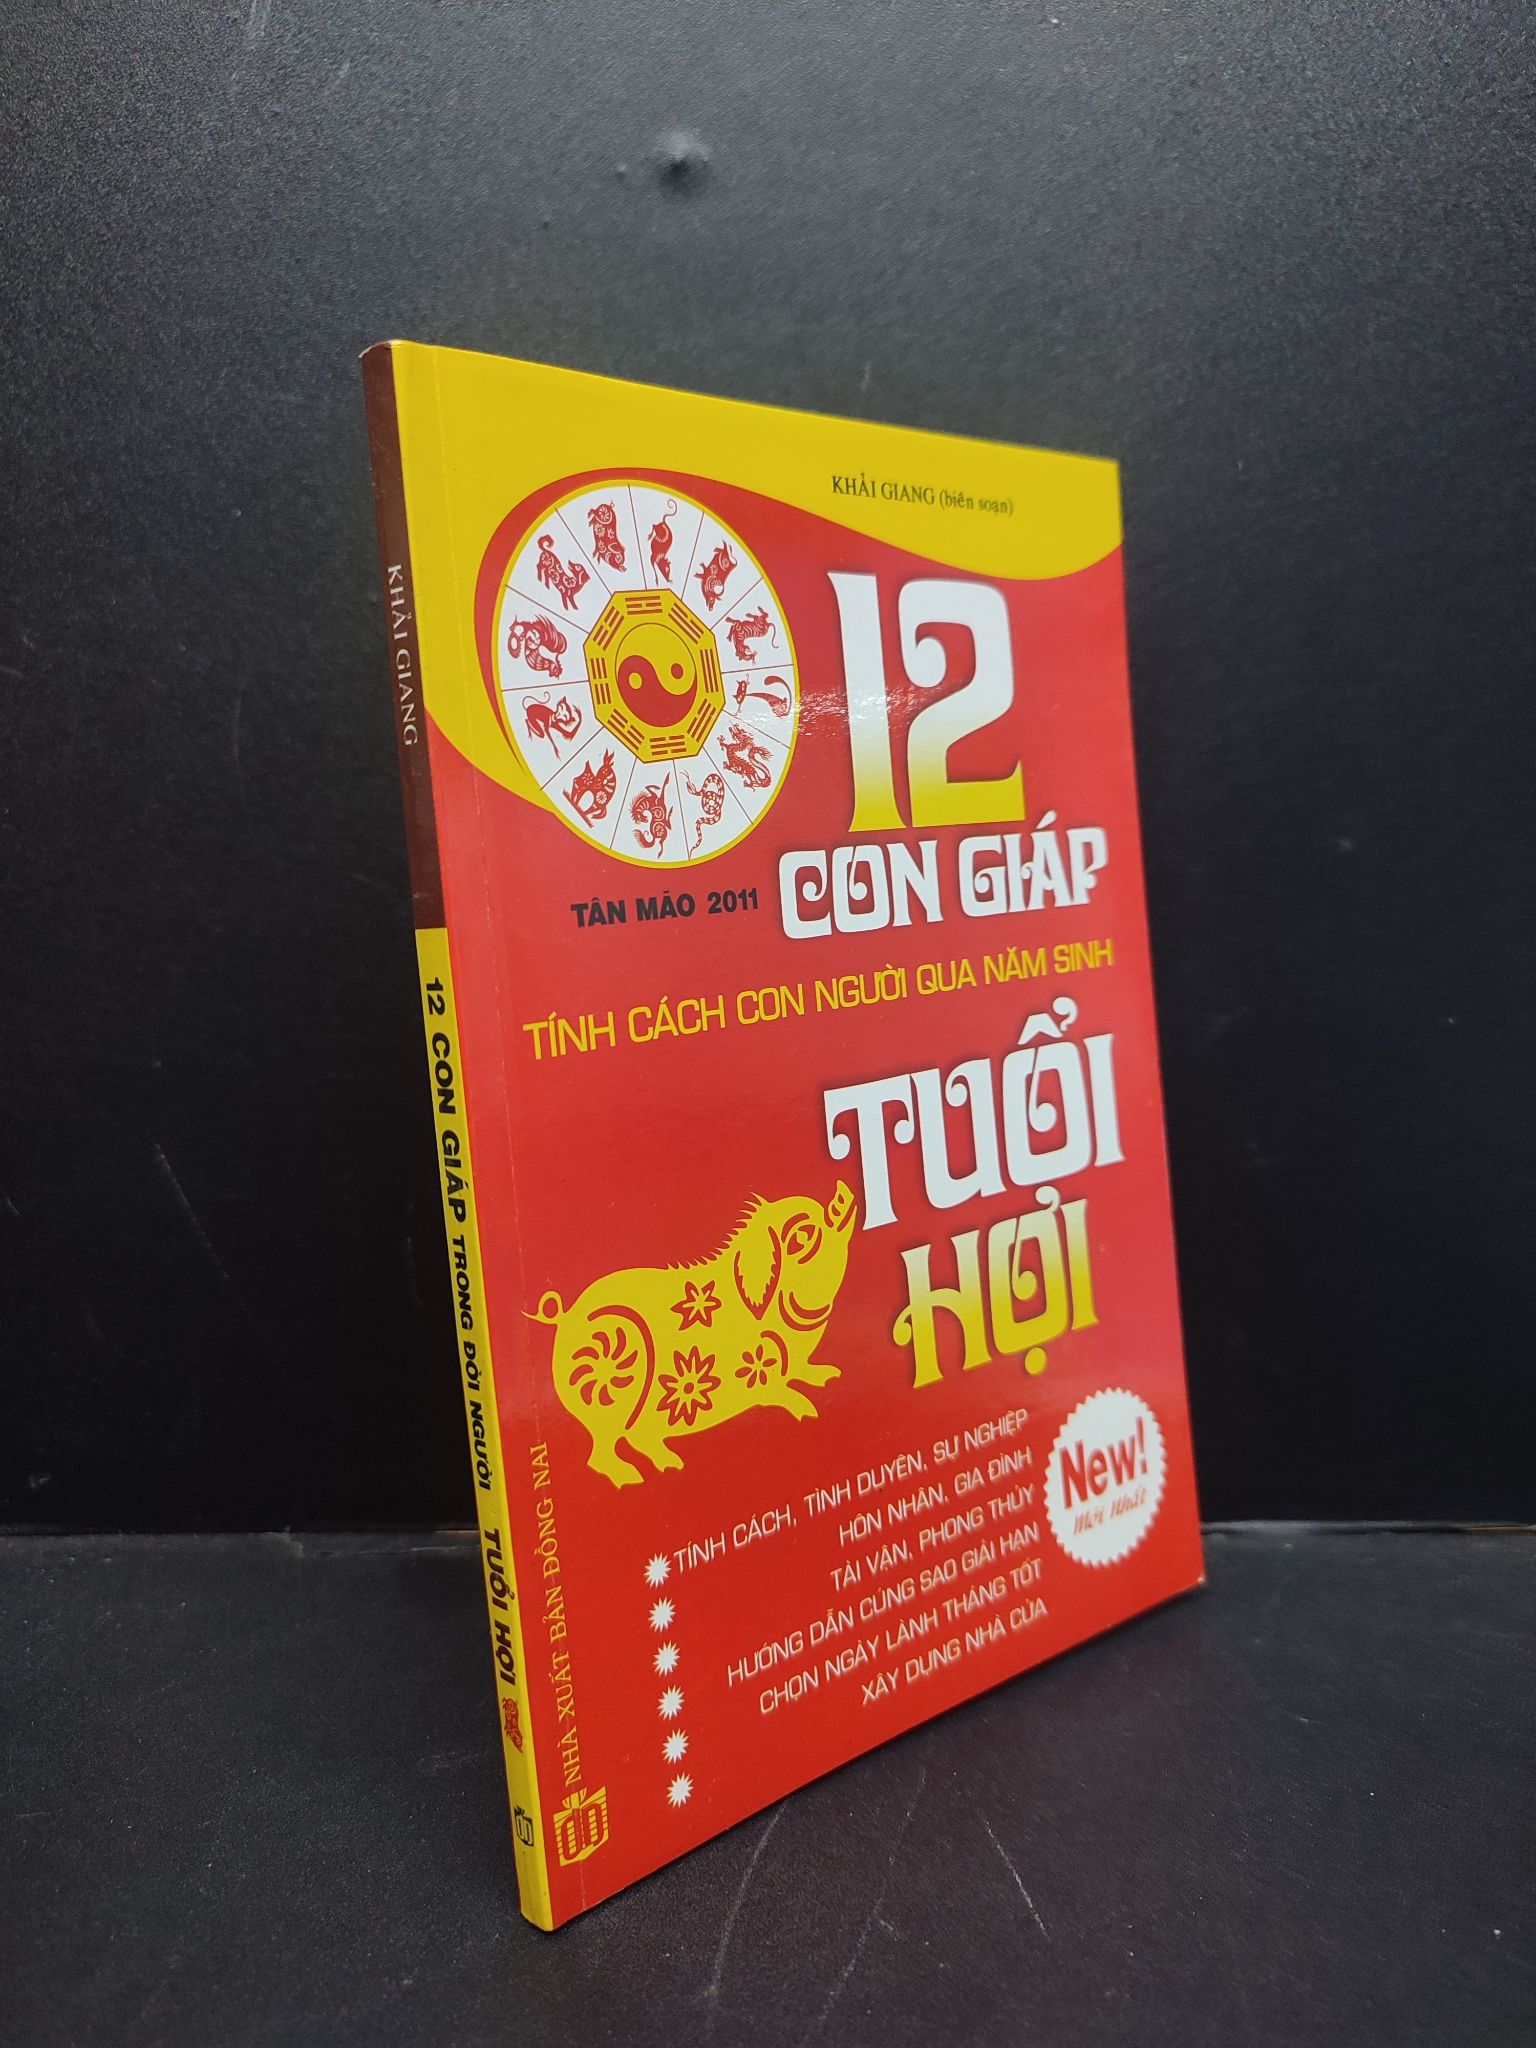 KHẢI GIANG (biên soạn)
12
CON GIÁP
TÂN MÃO 2011
TÍNH CÁCH CON NGƯỜI QUA NĂM SINH
TUỔI
HỢI
TÍNH CÁCH, TÌNH DUYÊN, SỰ NGHIỆP
HÔN NHÂN, GIA ĐÌNH
TÀI VẬN, PHONG THỦY
HƯỚNG DẪN CÚNG SAO GIẢI HẠN
CHỌN NGÀY LÀNH THÁNG TỐT
XÂY DỰNG NHÀ CỬA
New!
Mới Nhất
NHÀ XUẤT BẢN ĐỒNG NAI
KHẢI GIANG
12 CON GIÁP TRONG ĐỜI NGƯỜI TUỔI HỢI